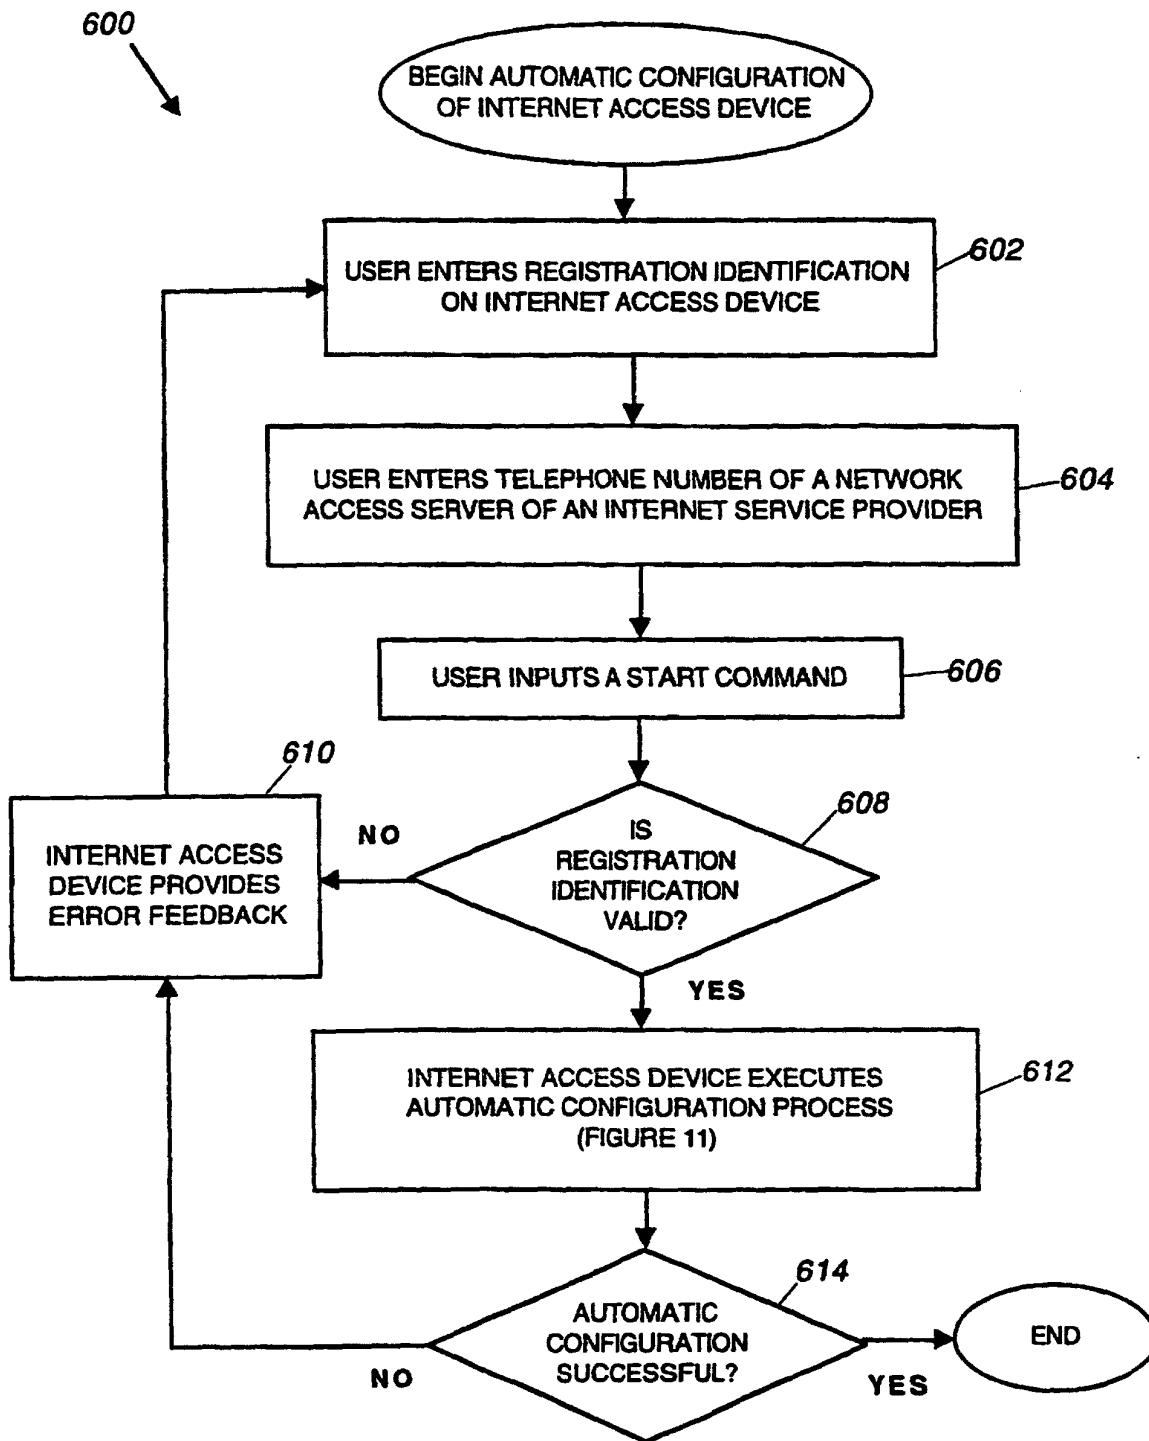 600
BEGIN AUTOMATIC CONFIGURATION
OF INTERNET ACCESS DEVICE
602
USER ENTERS REGISTRATION IDENTIFICATION
ON INTERNET ACCESS DEVICE
604
USER ENTERS TELEPHONE NUMBER OF A NETWORK
ACCESS SERVER OF AN INTERNET SERVICE PROVIDER
606
USER INPUTS A START COMMAND
608
IS
REGISTRATION
IDENTIFICATION
VALID?
NO
610
INTERNET ACCESS
DEVICE PROVIDES
ERROR FEEDBACK
YES
612
INTERNET ACCESS DEVICE EXECUTES
AUTOMATIC CONFIGURATION PROCESS
(FIGURE 11)
614
AUTOMATIC
CONFIGURATION
SUCCESSFUL?
NO
YES
END